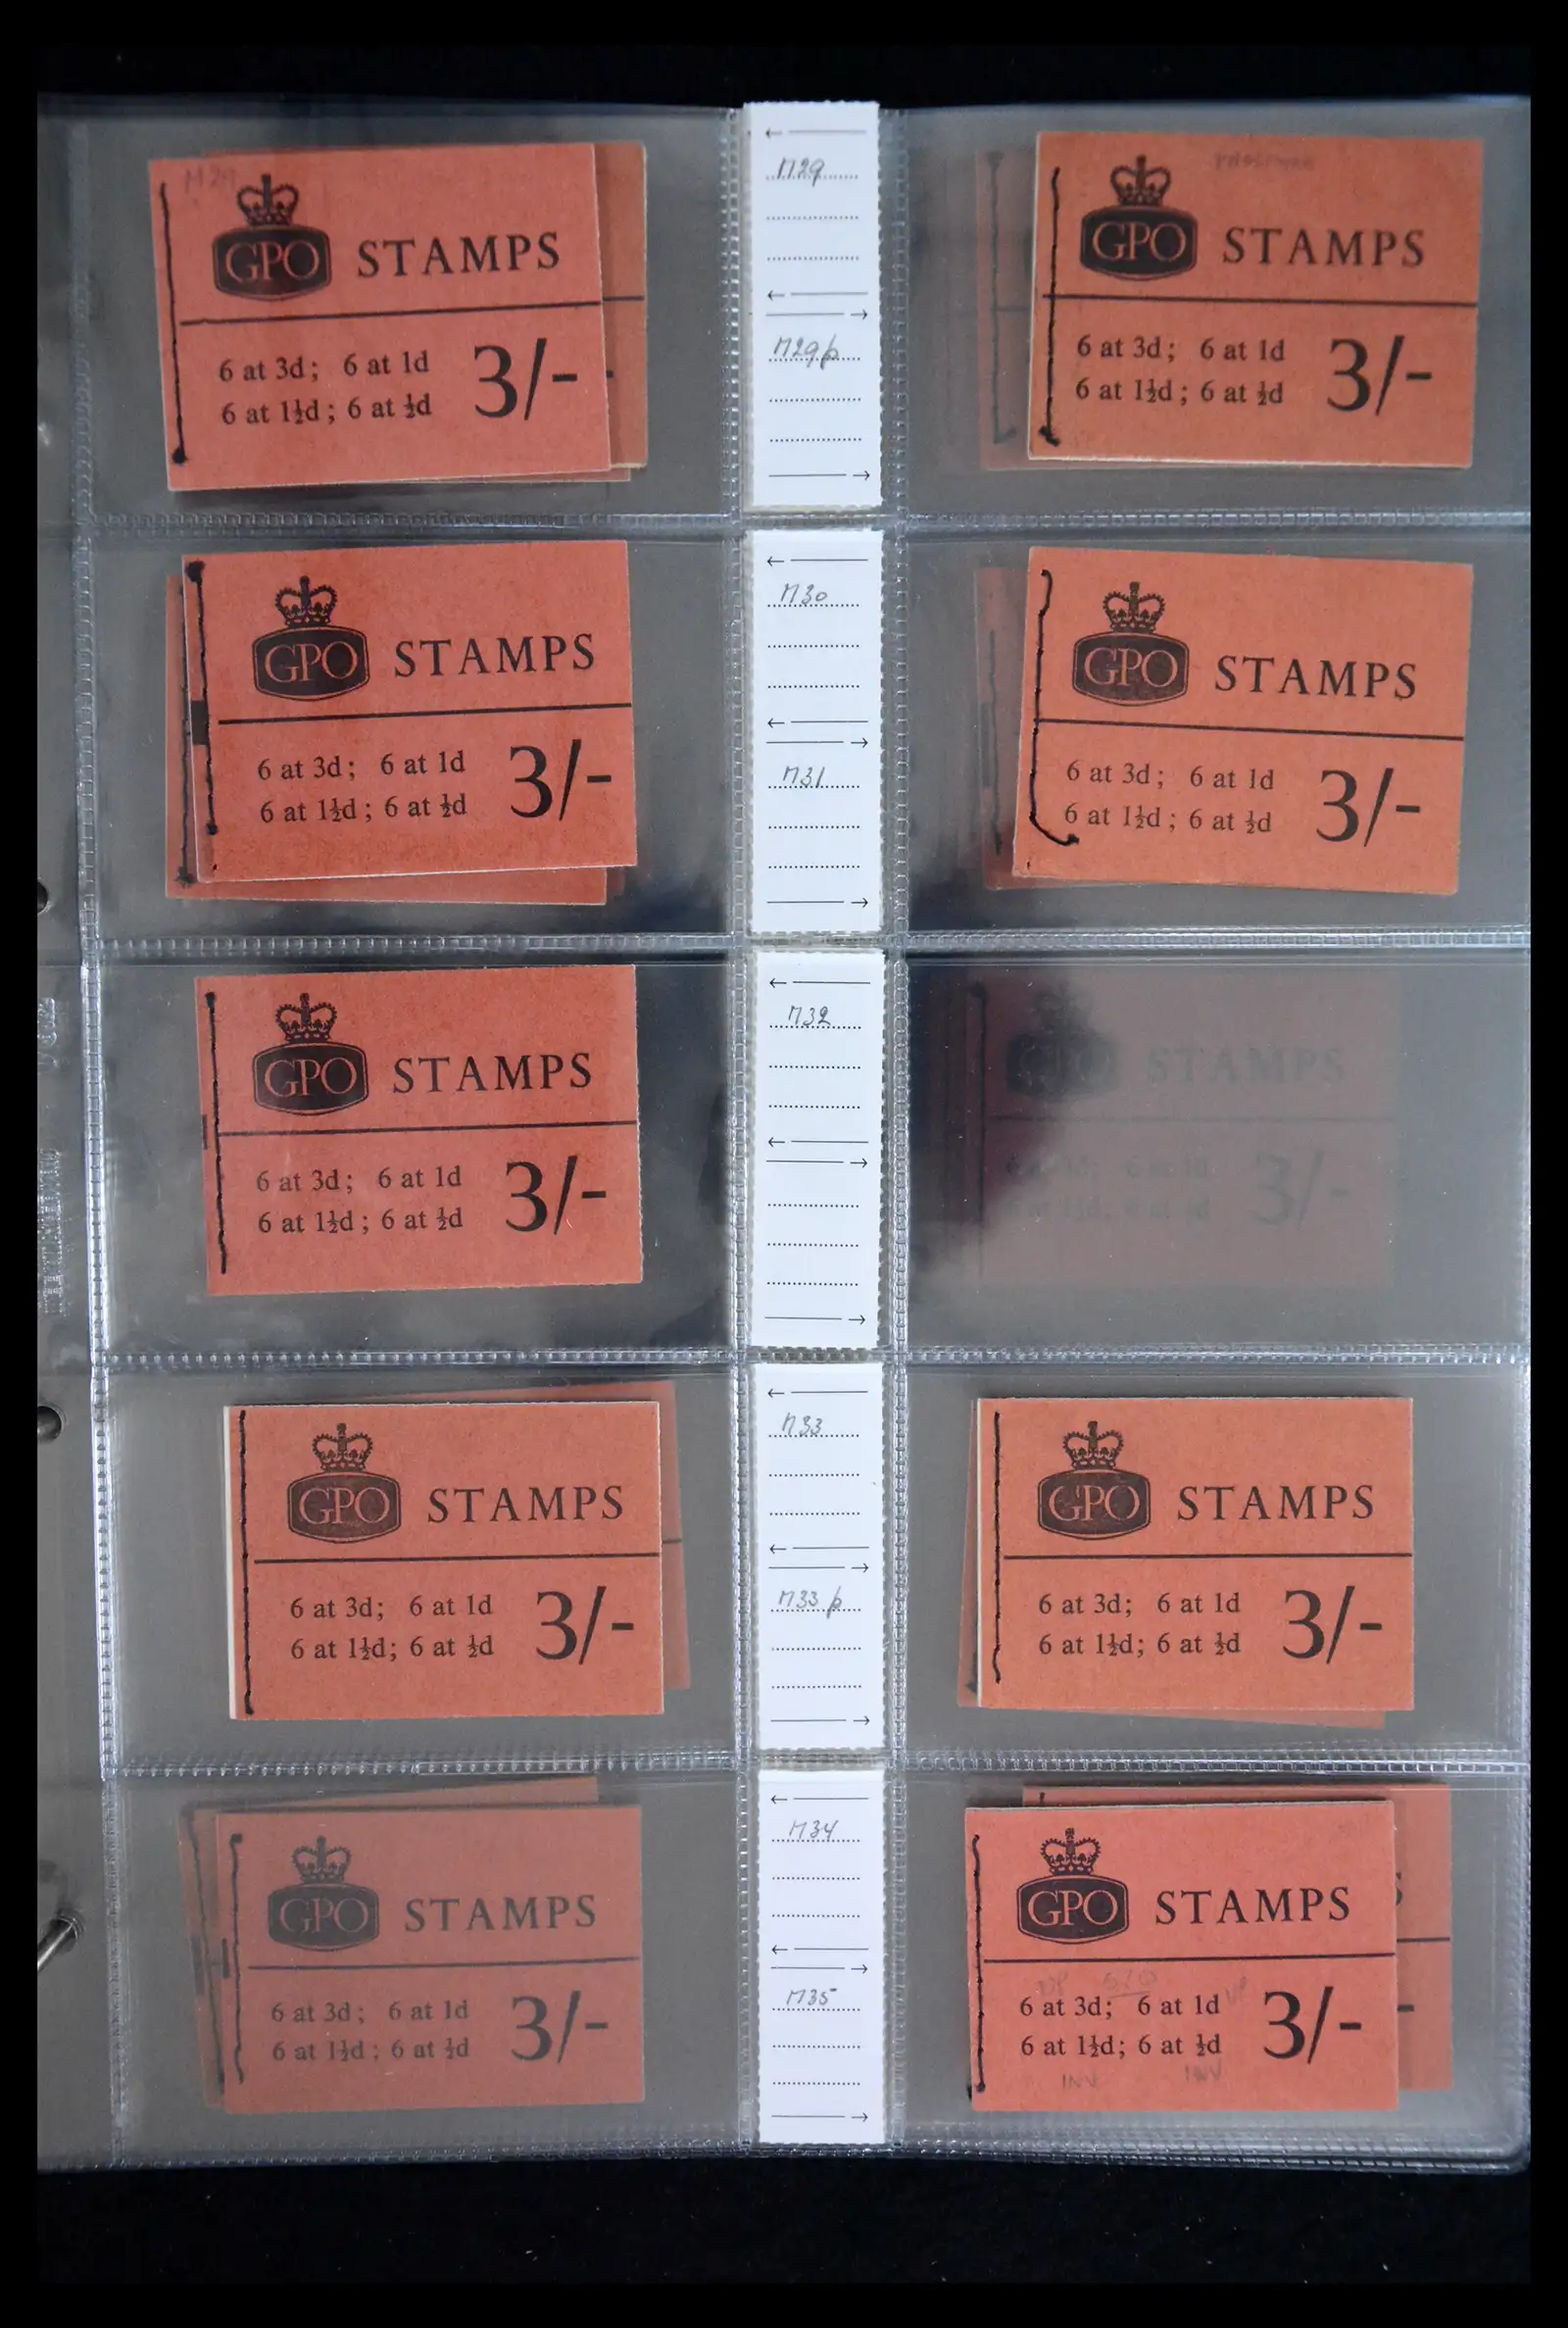 M29
GPO STAMPS
6 at 3d; 6 at 1d
6 at 1½d; 6 at ½d
3/-
M29
GPO STAMPS
6 at 3d; 6 at 1d
6 at 1½d; 6 at ½d
3/-
M29p
GPO STAMPS
6 at 3d; 6 at 1d
6 at 1½d; 6 at ½d
3/-
M30
GPO STAMPS
6 at 3d; 6 at 1d
6 at 1½d; 6 at ½d
3/-
M31
GPO STAMPS
6 at 3d; 6 at 1d
6 at 1½d; 6 at ½d
3/-
M32
GPO STAMPS
3/-
GPO STAMPS
6 at 3d; 6 at 1d
6 at 1½d; 6 at ½d
3/-
M33
GPO STAMPS
6 at 3d; 6 at 1d
6 at 1½d; 6 at ½d
3/-
M33p
GPO STAMPS
6 at 3d; 6 at 1d
6 at 1½d; 6 at ½d
3/-
M34
GPO STAMPS
6 at 3d; 6 at 1d
6 at 1½d; 6 at ½d
3/-
INV INV
M35